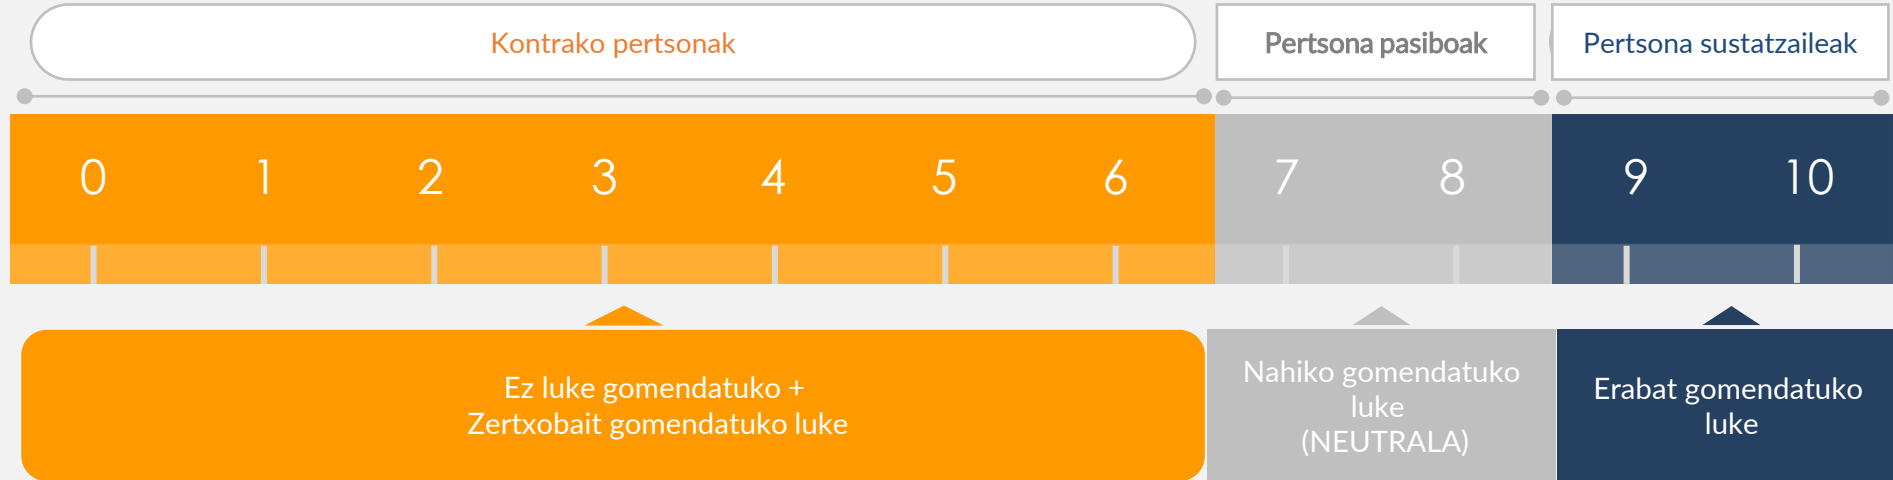 Kontrako pertsonak
Pertsona pasiboak
Pertsona sustatzaileak
0 1 2 3 4 5 6 7 8 9 10
Ez luke gomendatuko +
Zertxobait gomendatuko luke
Nahiko gomendatuko
luke
(NEUTRALA)
Erabat gomendatuko
luke